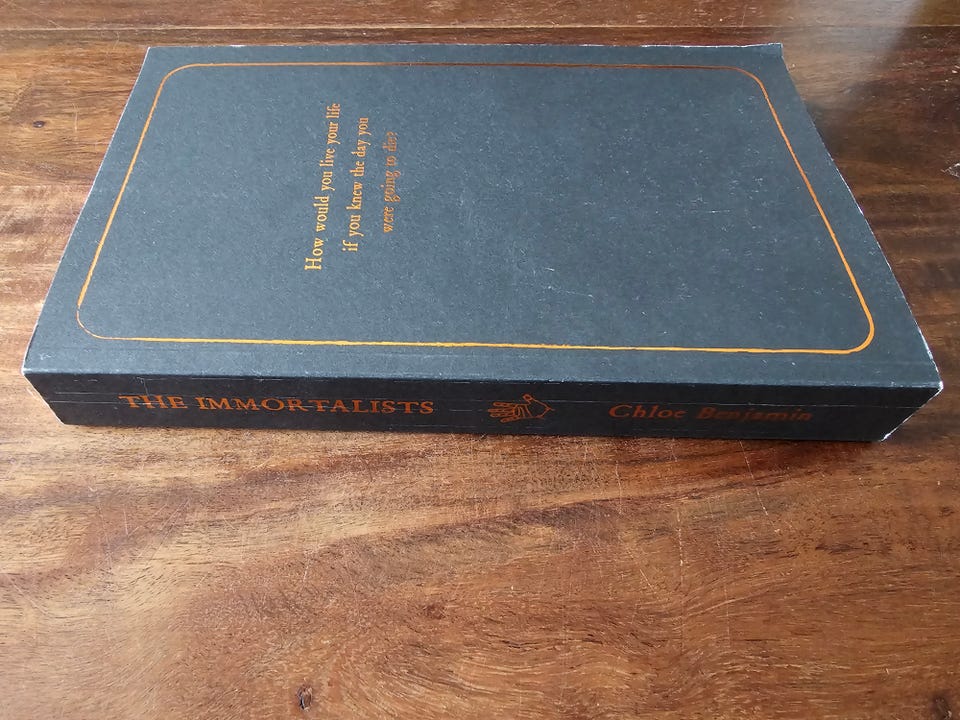 How would you live your life
if you knew the day you
were going to die?
THE IMMORTALISTS
Chloe Benjamin